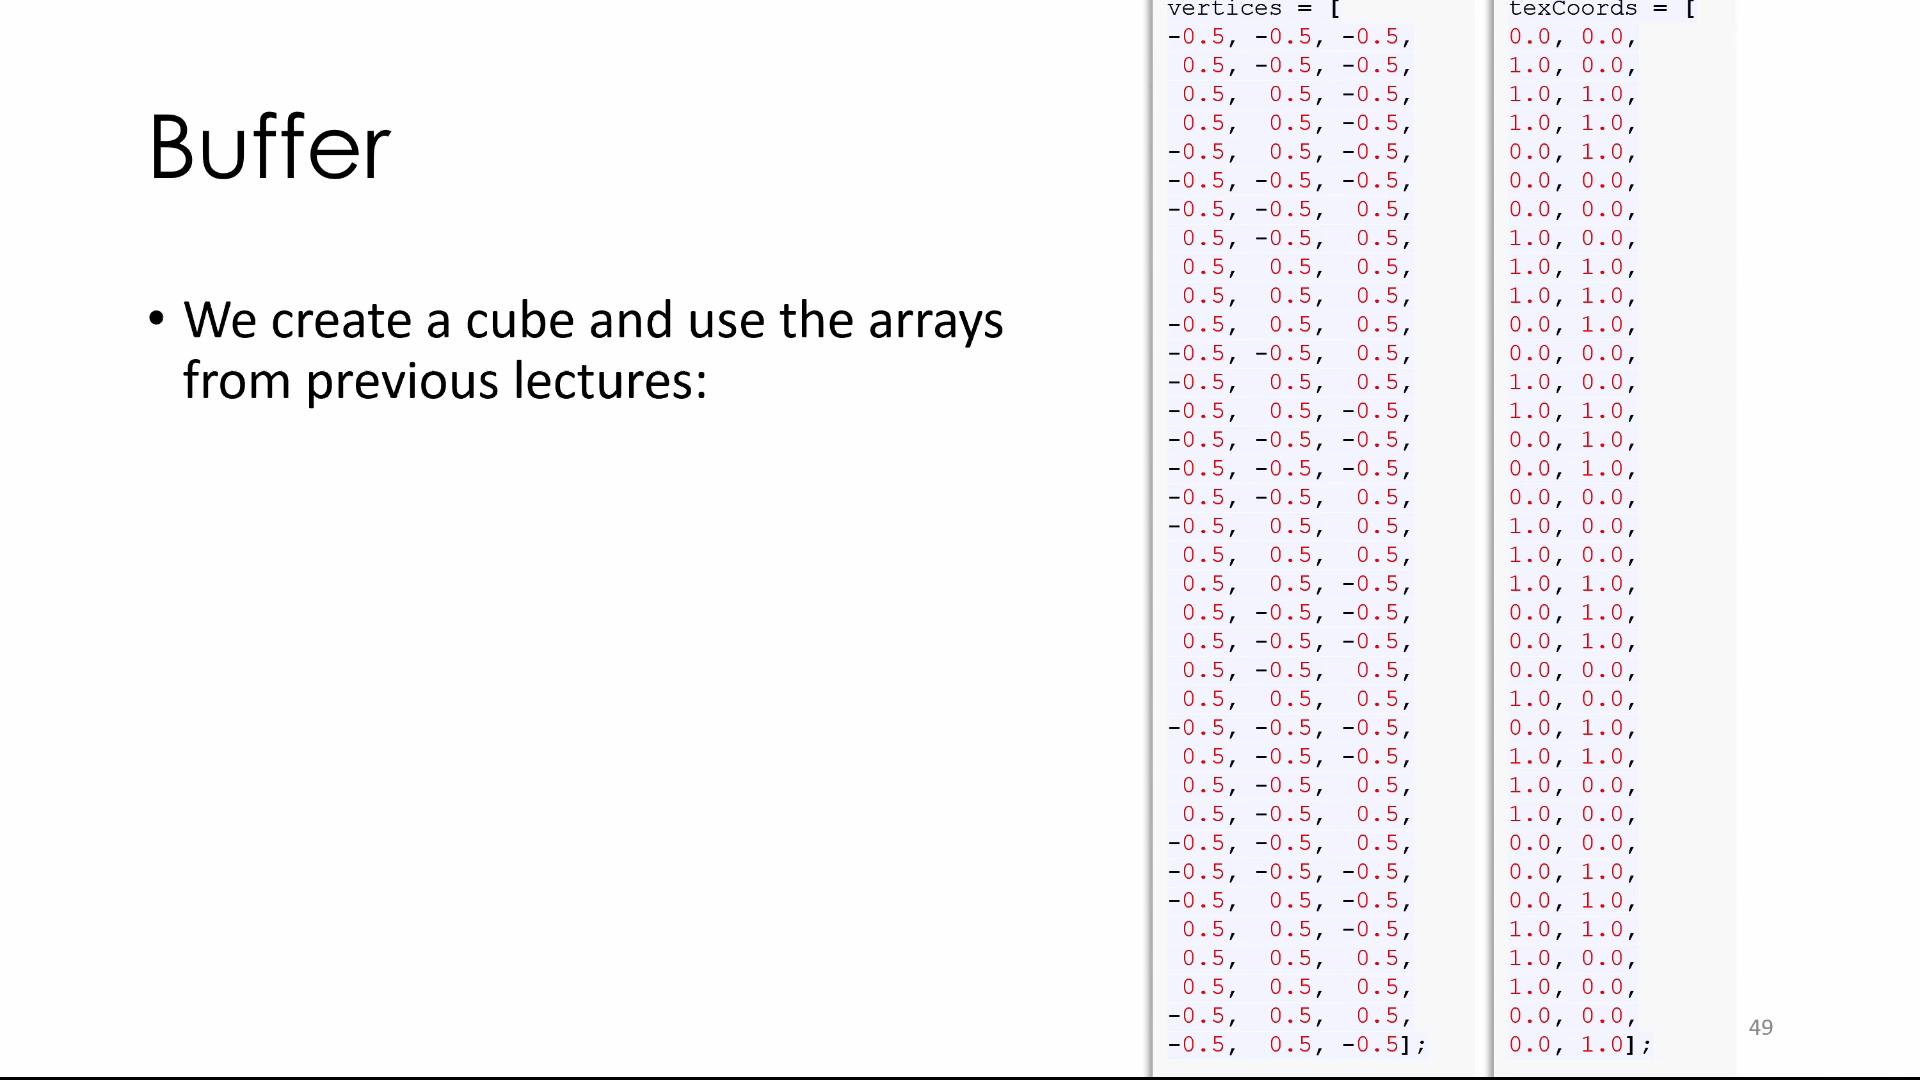 Buffer
• We create a cube and use the arrays
from previous lectures:
vertices = [
-0.5, -0.5, -0.5,
0.5, -0.5, -0.5,
0.5, 0.5, -0.5,
0.5, 0.5, -0.5,
-0.5, 0.5, -0.5,
-0.5, -0.5, -0.5,
-0.5, -0.5, 0.5,
0.5, -0.5, 0.5,
0.5, 0.5, 0.5,
0.5, 0.5, 0.5,
-0.5, 0.5, 0.5,
-0.5, -0.5, 0.5,
-0.5, 0.5, 0.5,
-0.5, 0.5, -0.5,
-0.5, -0.5, -0.5,
-0.5, -0.5, -0.5,
-0.5, -0.5, 0.5,
-0.5, 0.5, 0.5,
0.5, 0.5, 0.5,
0.5, 0.5, -0.5,
0.5, -0.5, -0.5,
0.5, -0.5, -0.5,
0.5, -0.5, 0.5,
0.5, 0.5, 0.5,
-0.5, -0.5, -0.5,
0.5, -0.5, -0.5,
0.5, -0.5, 0.5,
0.5, -0.5, 0.5,
-0.5, -0.5, 0.5,
-0.5, -0.5, -0.5,
-0.5, 0.5, -0.5,
0.5, 0.5, -0.5,
0.5, 0.5, 0.5,
0.5, 0.5, 0.5,
-0.5, 0.5, 0.5,
-0.5, 0.5, -0.5];
texCoords = [
0.0, 0.0,
1.0, 0.0,
1.0, 1.0,
1.0, 1.0,
0.0, 1.0,
0.0, 0.0,
0.0, 0.0,
1.0, 0.0,
1.0, 1.0,
1.0, 1.0,
0.0, 1.0,
0.0, 0.0,
1.0, 0.0,
1.0, 1.0,
0.0, 1.0,
0.0, 1.0,
0.0, 0.0,
1.0, 0.0,
1.0, 0.0,
1.0, 1.0,
0.0, 1.0,
0.0, 1.0,
0.0, 0.0,
1.0, 0.0,
0.0, 1.0,
1.0, 1.0,
1.0, 0.0,
1.0, 0.0,
0.0, 0.0,
0.0, 1.0,
0.0, 1.0,
1.0, 1.0,
1.0, 0.0,
1.0, 0.0,
0.0, 0.0,
0.0, 1.0];
49